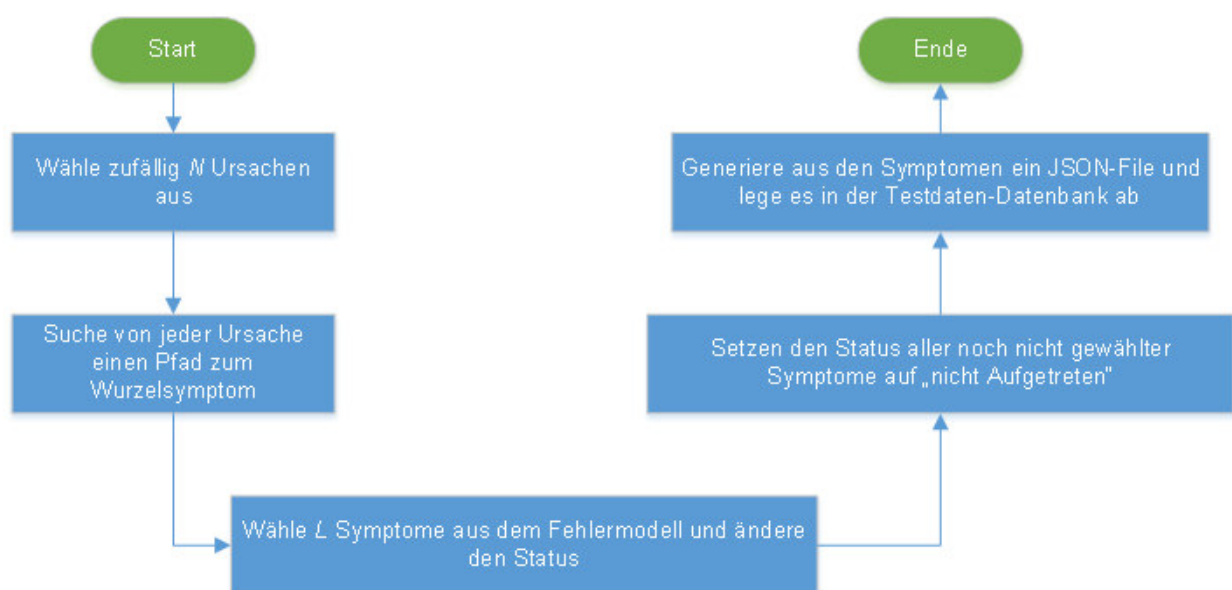 Start
Wähle zufällig N Ursachen
aus
Suche von jeder Ursache
einen Pfad zum
Wurzelsymptom
Wähle L Symptome aus dem Fehlermodell und ändere
den Status
Setzen den Status aller noch nicht gewählter
Symptome auf „nicht Aufgetreten“
Generiere aus den Symptomen ein JSON-File und
lege es in der Testdaten-Datenbank ab
Ende